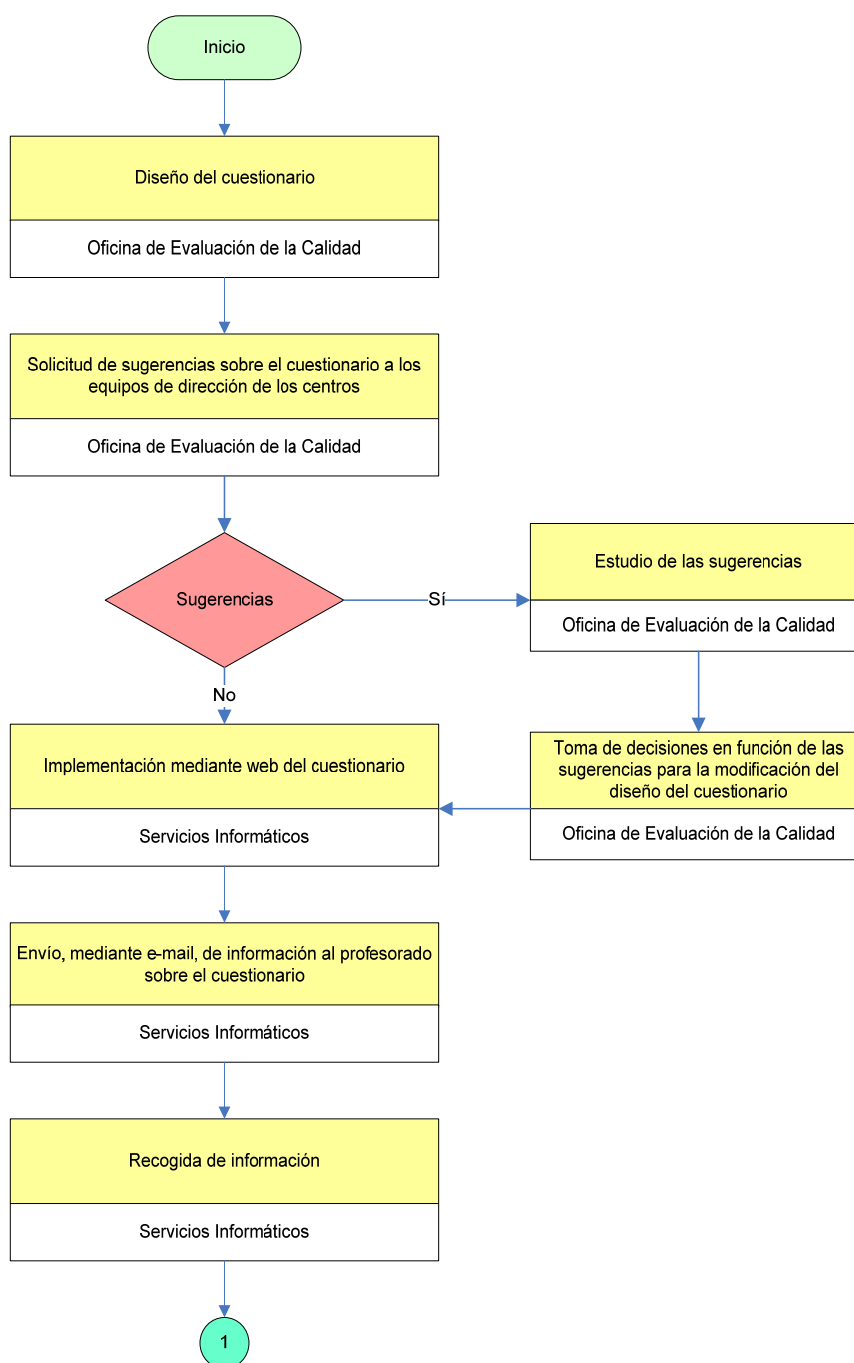 Inicio
Diseño del cuestionario
Oficina de Evaluación de la Calidad
Solicitud de sugerencias sobre el cuestionario a los
equipos de dirección de los centros
Oficina de Evaluación de la Calidad
Sugerencias
Sí
Estudio de las sugerencias
Oficina de Evaluación de la Calidad
Toma de decisiones en función de las
sugerencias para la modificación del
diseño del cuestionario
Oficina de Evaluación de la Calidad
No
Implementación mediante web del cuestionario
Servicios Informáticos
Envío, mediante e-mail, de información al profesorado
sobre el cuestionario
Servicios Informáticos
Recogida de información
Servicios Informáticos
1